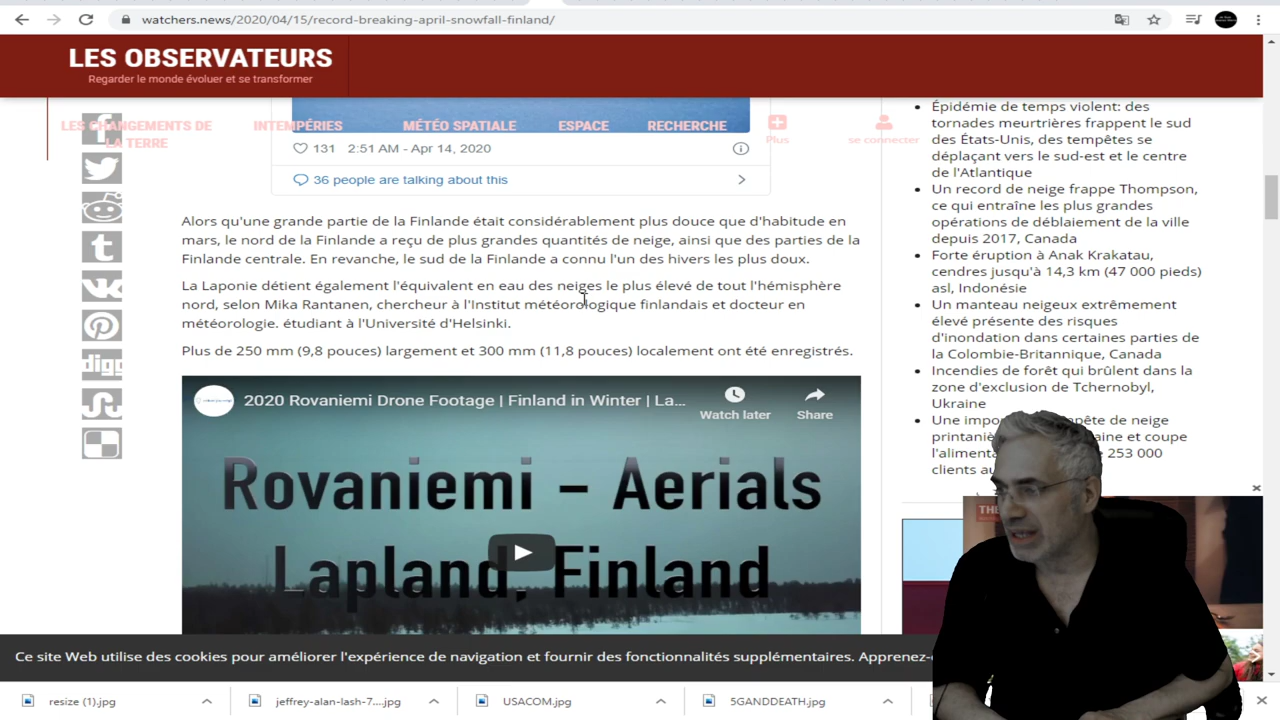 watchers.news/2020/04/15/record-breaking-april-snowfall-finland/
LES OBSERVATEURS
Regarder le monde évoluer et se transformer
LES CHANGEMENTS DE
LA TERRE
INTEMPÉRIES
MÉTÉO SPATIALE
ESPACE
RECHERCHE
Plus
se connecter
131 2:51 AM - Apr 14, 2020
36 people are talking about this
Alors qu'une grande partie de la Finlande était considérablement plus douce que d'habitude en
mars, le nord de la Finlande a reçu de plus grandes quantités de neige, ainsi que des parties de la
Finlande centrale. En revanche, le sud de la Finlande a connu l'un des hivers les plus doux.
La Laponie détient également l'équivalent en eau des neiges le plus élevé de tout l'hémisphère
nord, selon Mika Rantanen, chercheur à l'Institut météorologique finlandais et docteur en
météorologie. étudiant à l'Université d'Helsinki.
Plus de 250 mm (9,8 pouces) largement et 300 mm (11,8 pouces) localement ont été enregistrés.
2020 Rovaniemi Drone Footage | Finland in Winter | La...
Watch later
Share
Rovaniemi – Aerials
Lapland, Finland
digg
Épidémie de temps violent: des
tornades meurtrières frappent le sud
des États-Unis, des tempêtes se
déplaçant vers le sud-est et le centre
de l'Atlantique
Un record de neige frappe Thompson,
ce qui entraîne les plus grandes
opérations de déblaiement de la ville
depuis 2017, Canada
Forte éruption à Anak Krakatau,
cendres jusqu'à 14,3 km (47 000 pieds)
asl, Indonésie
Un manteau neigeux extrêmement
élevé présente des risques
d'inondation dans certaines parties de
la Colombie-Britannique, Canada
Incendies de forêt qui brûlent dans la
zone d'exclusion de Tchernobyl,
Ukraine
Une de neige
et coupe
253 000
clients
Ce site Web utilise des cookies pour améliorer l'expérience de navigation et fournir des fonctionnalités supplémentaires.
resize (1).jpg
jeffrey-alan-lash-7....jpg
USACOM.jpg
5GANDDEATH.jpg